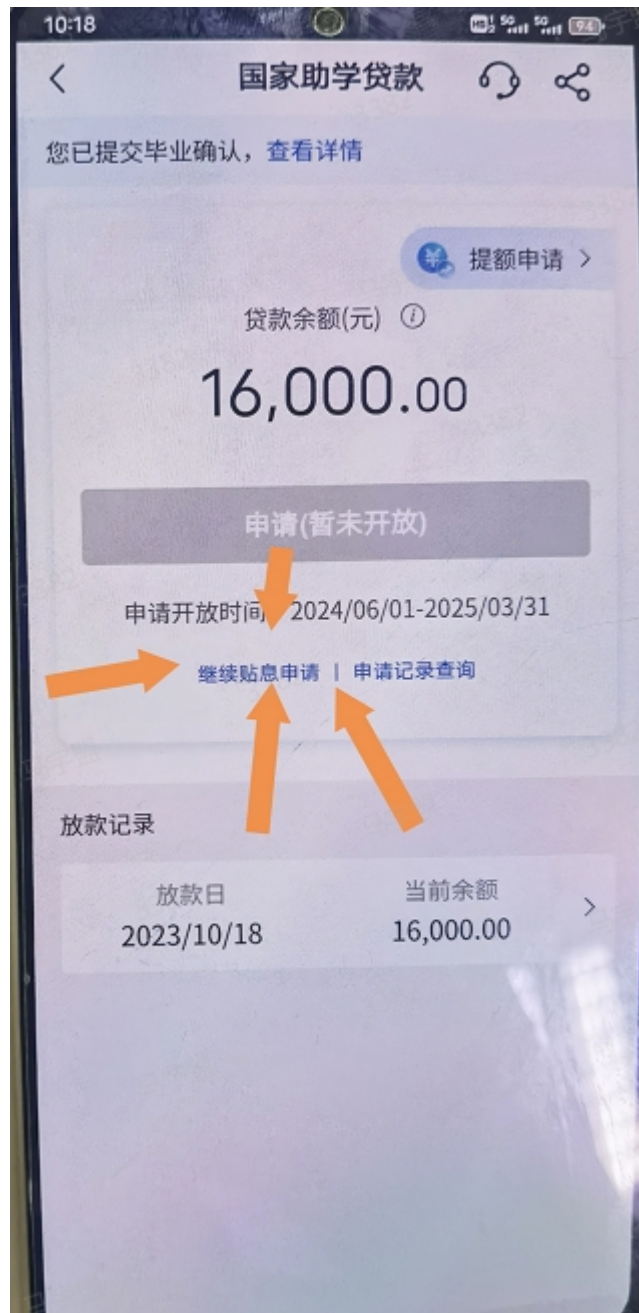 10:18
94
国家助学贷款
您已提交毕业确认，查看详情
提额申请 >
贷款余额(元)
16,000.00
申请(暂未开放)
申请开放时间 2024/06/01-2025/03/31
继续贴息申请 | 申请记录查询
放款记录
放款日 当前余额
2023/10/18 16,000.00